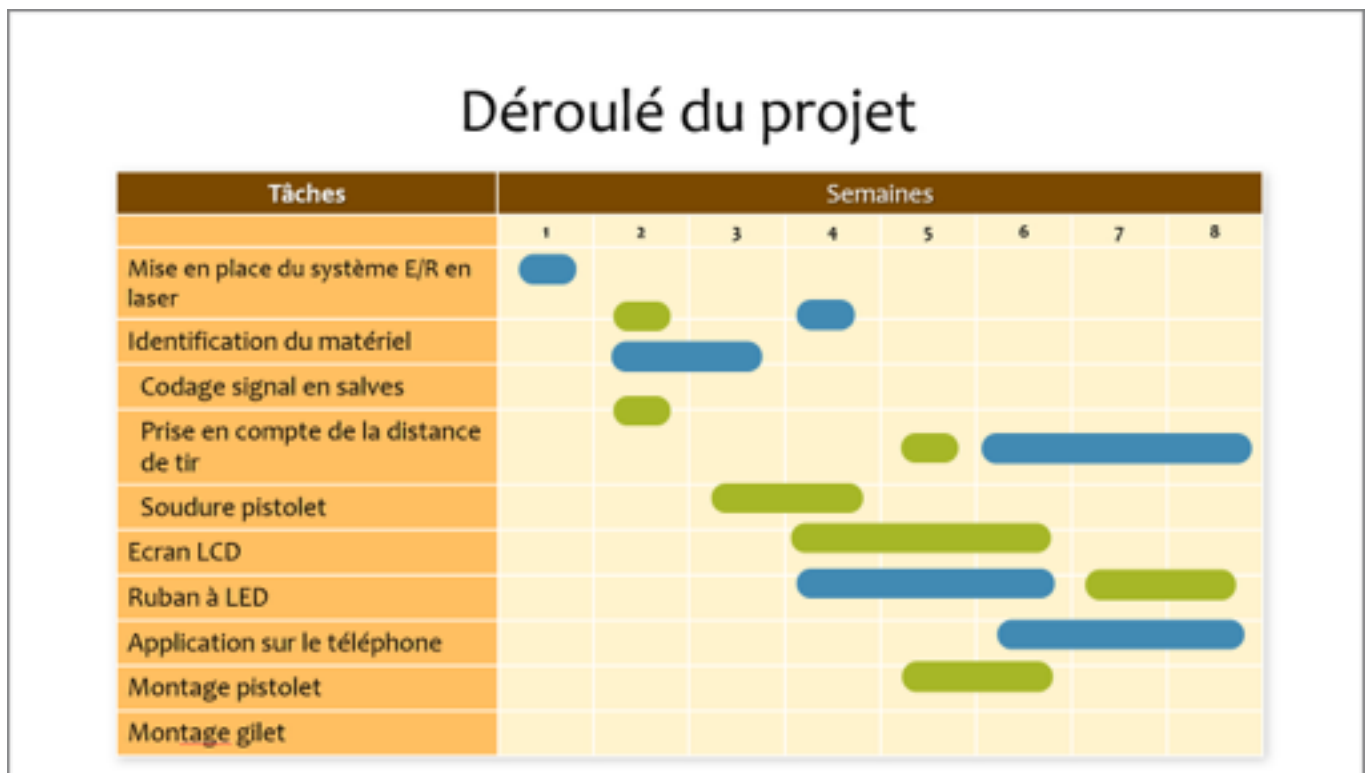 Déroulé du projet
Tâches
Semaines
1 2 3 4 5 6 7 8
Mise en place du système E/R en
laser
Identification du matériel
Codage signal en salves
Prise en compte de la distance
de tir
Soudure pistolet
Ecran LCD
Ruban à LED
Application sur le téléphone
Montage pistolet
Montage gilet